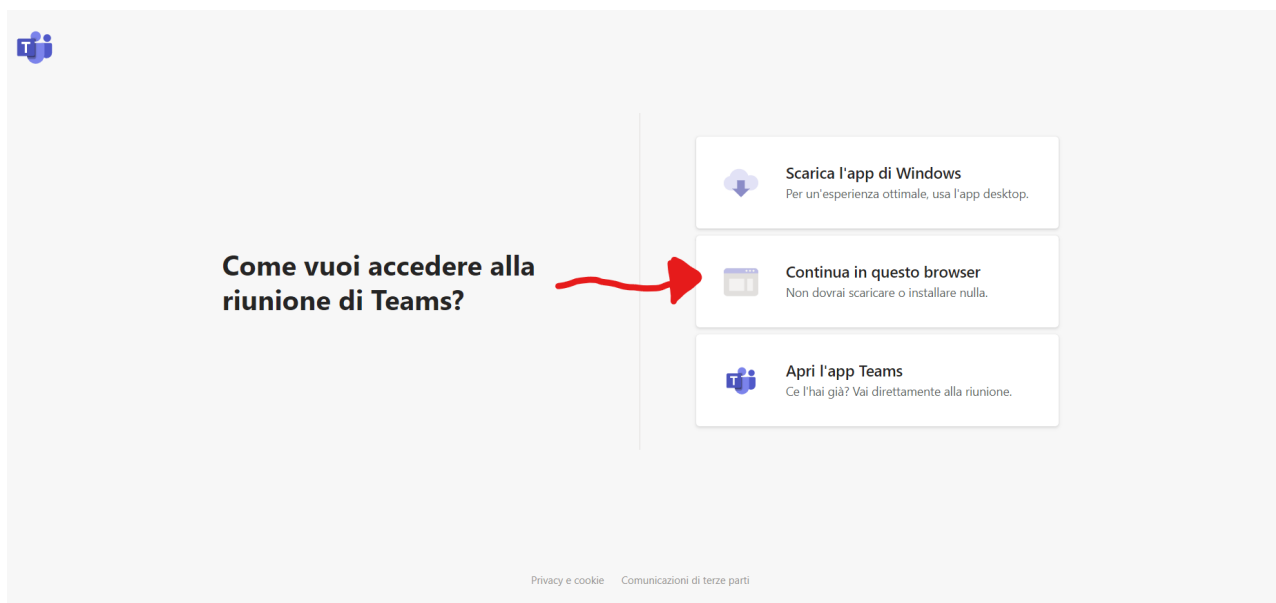 T
Come vuoi accedere alla
riunione di Teams?
Scarica l'app di Windows
Per un'esperienza ottimale, usa l'app desktop.
Continua in questo browser
Non dovrai scaricare o installare nulla.
T
Apri l'app Teams
Ce l'hai già? Vai direttamente alla riunione.
Privacy e cookie Comunicazioni di terze parti